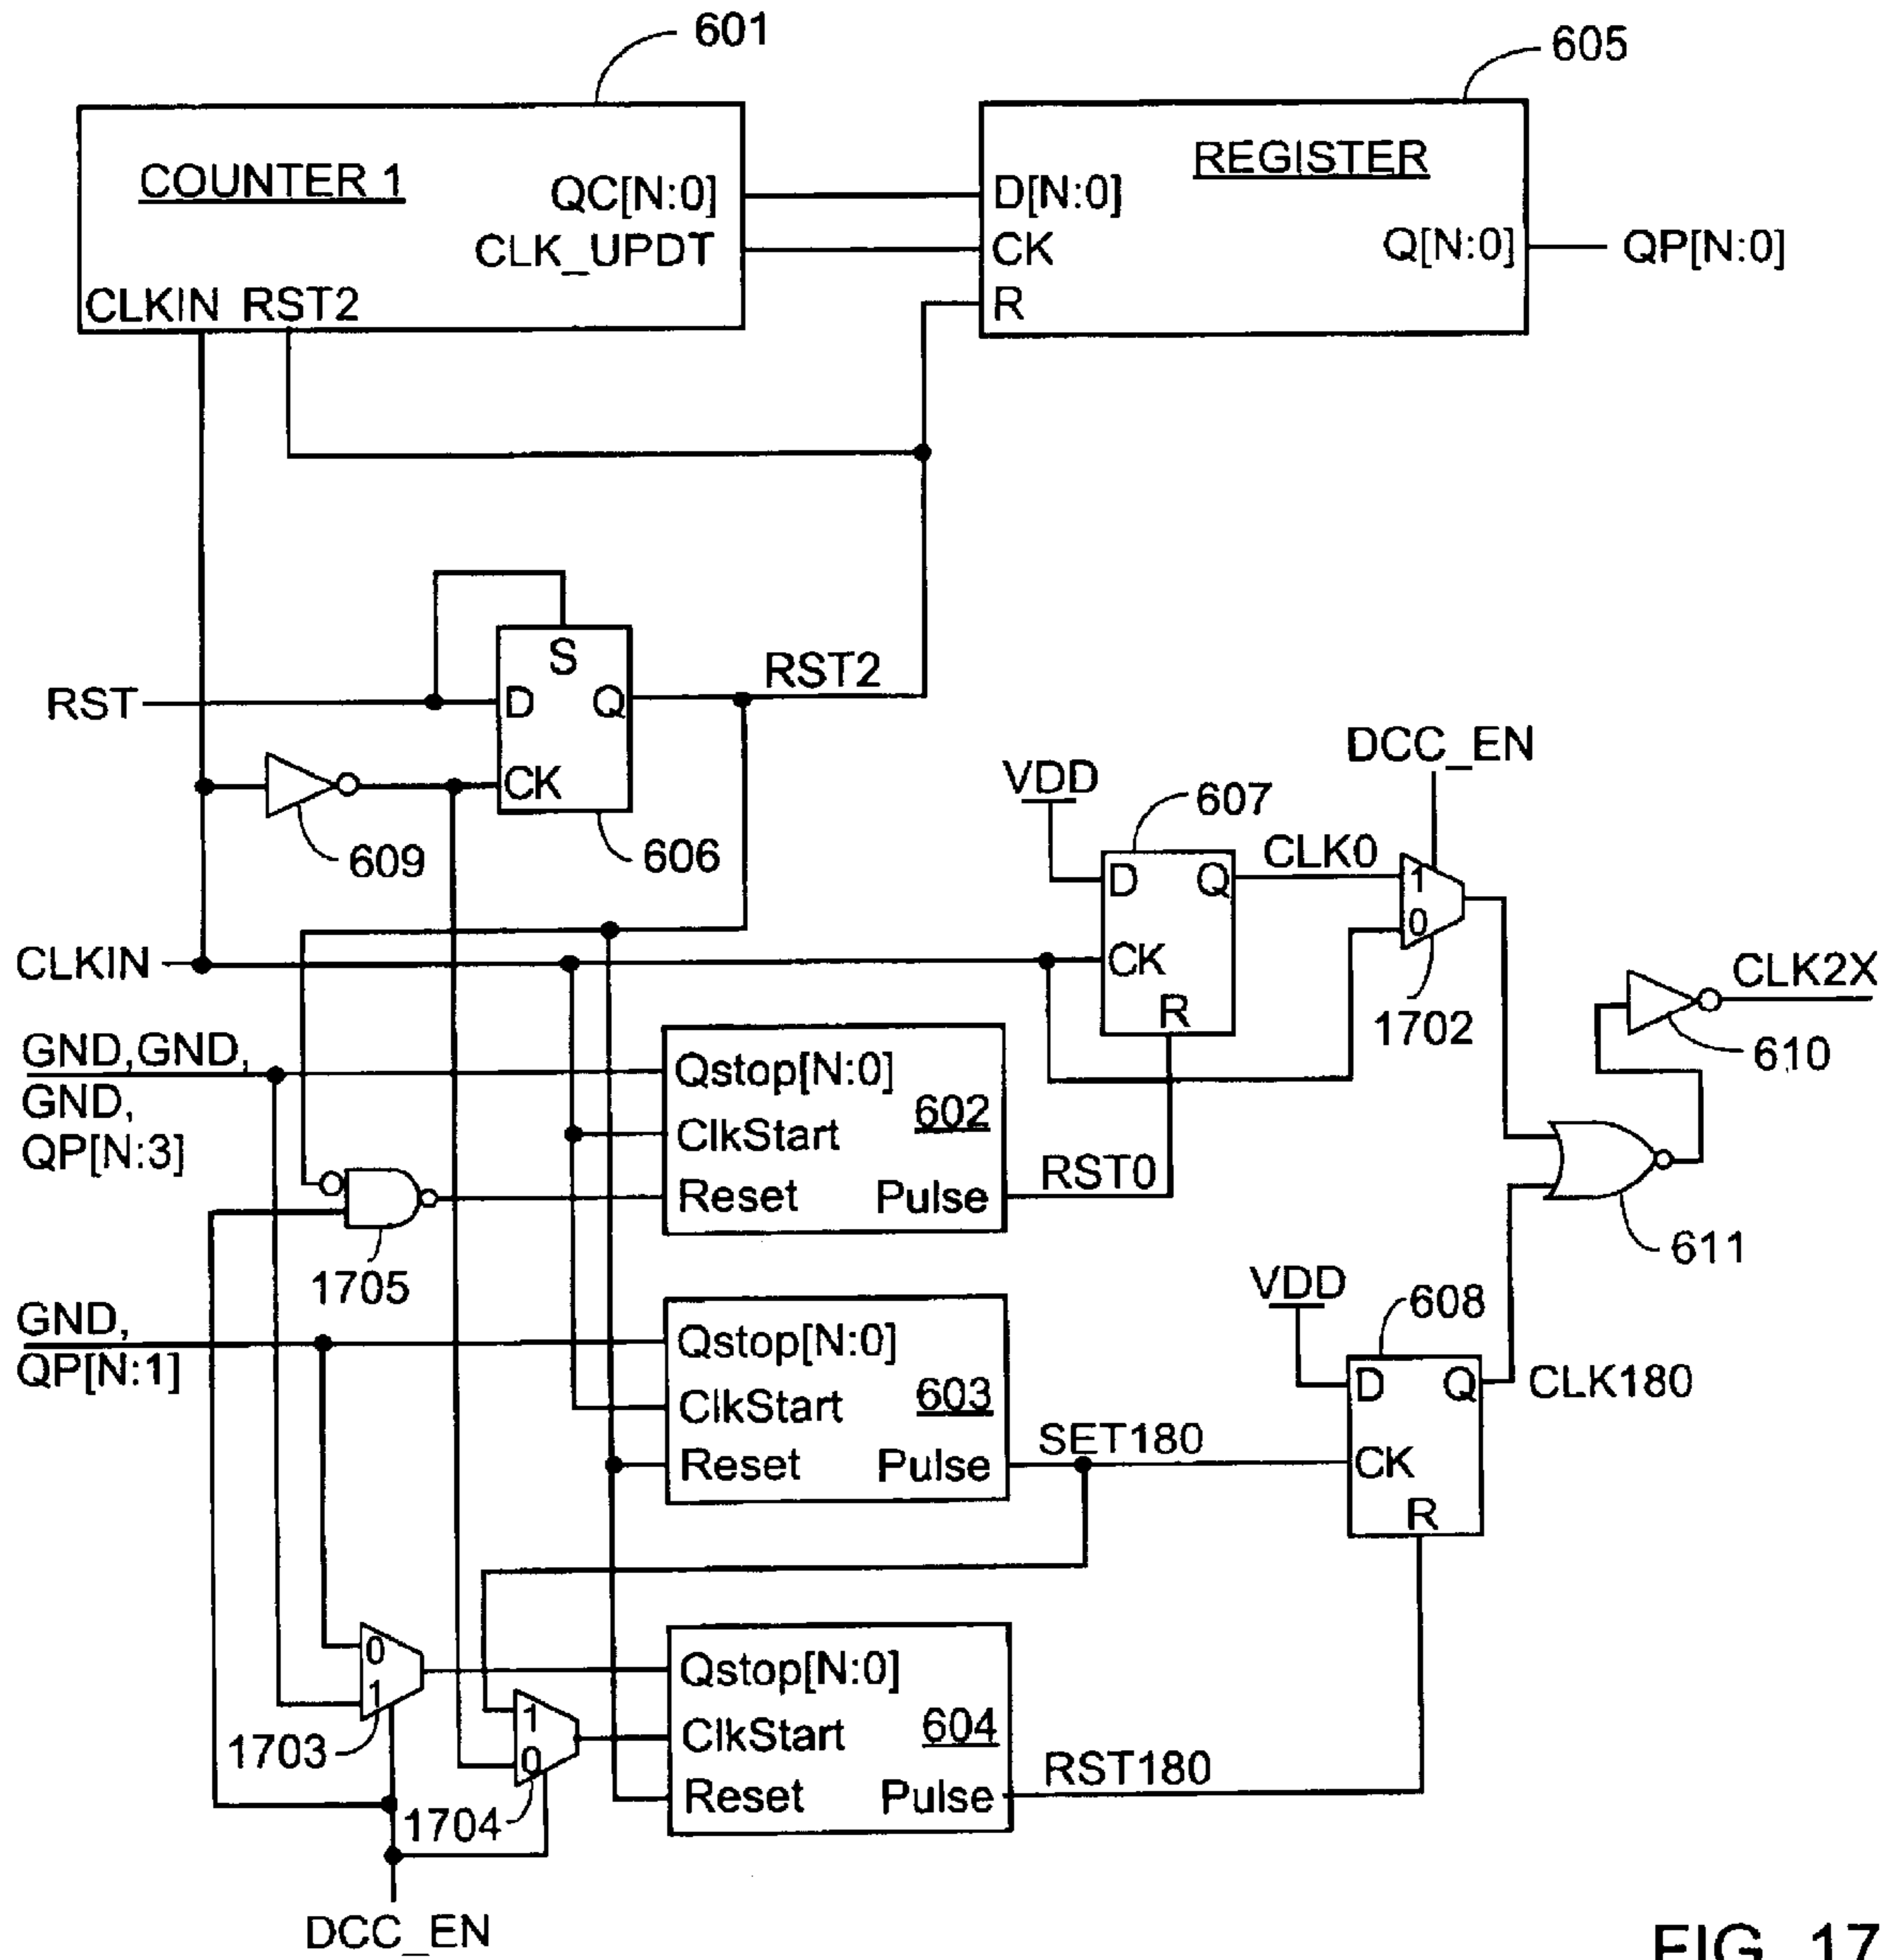 601
605
COUNTER 1
REGISTER
QC[N:0]
D[N:0]
CLK_UPDT
CK
Q[N:0]
QP[N:0]
CLKIN RST2
R
S
RST2
RST
D
Q
DCC_EN
VDD
CK
607
609
606
CLK0
D
Q
1
0
CLKIN
CK
CLK2X
R
1702
GND,GND,
GND,
QP[N:3]
Qstop[N:0]
602
610
ClkStart
RST0
Reset
Pulse
1705
611
VDD
608
GND,
QP[N:1]
Qstop[N:0]
D
Q
CLK180
603
ClkStart
SET180
Reset
Pulse
CK
R
0
Qstop[N:0]
1
1
604
1703
ClkStart
0
RST180
Reset
Pulse
1704
DCC_EN
FIG. 17